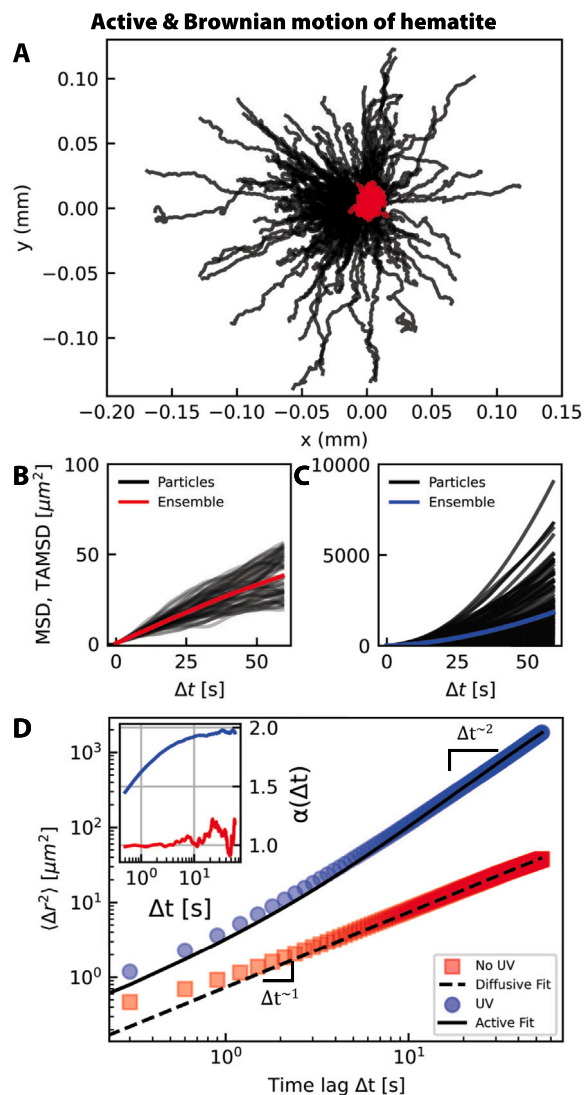 Active & Brownian motion of hematite
A
y (mm)
0.10
0.05
0.00
−0.05
−0.10
−0.20 −0.15 −0.10 −0.05 0.00 0.05 0.10 0.15
x (mm)
B
MSD, TAMSD [μm²]
100
50
0
Particles
Ensemble
0 25 50
Δt [s]
C
10000
5000
0
Particles
Ensemble
0 25 50
Δt [s]
D
⟨Δr²⟩ [μm²]
10³
10²
10¹
10⁰
2.0
1.5
1.0
α(Δt)
10⁰ 10¹
Δt [s]
Δt~2
Δt~1
No UV
Diffusive Fit
UV
Active Fit
10⁰ 10¹
Time lag Δt [s]